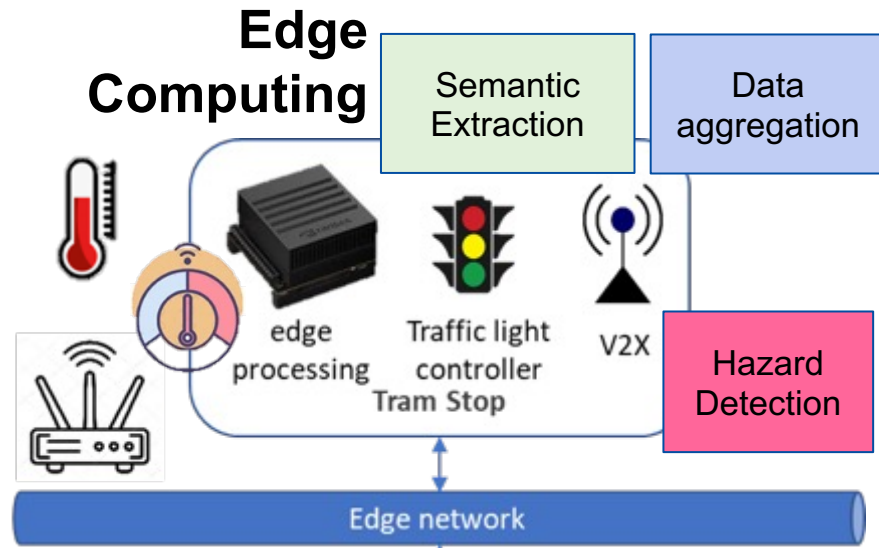 Edge
Computing
Semantic
Extraction
Data
aggregation
edge
processing
Traffic light
controller
V2X
Tram Stop
Hazard
Detection
Edge network